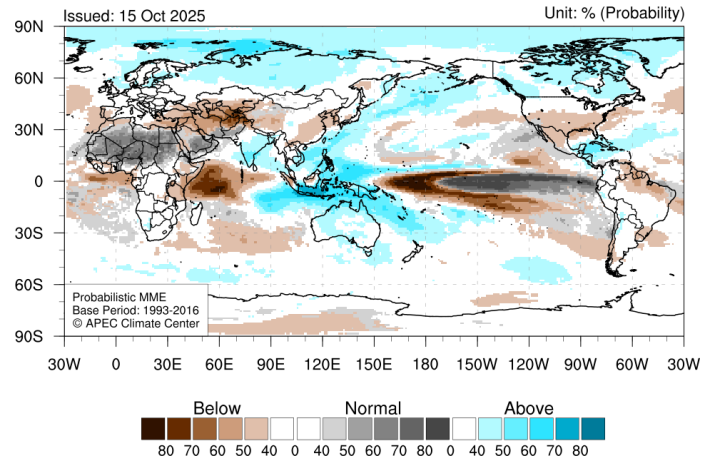 Issued: 15 Oct 2025
Unit: % (Probability)
90N
60N
30N
0
30S
60S
90S
Probabilistic MME
Base Period: 1993-2016
© APEC Climate Center
30W 0 30E 60E 90E 120E 150E 180 150W 120W 90W 60W 30W
Below Normal Above
80 70 60 50 40 0 40 50 60 70 80 0 40 50 60 70 80